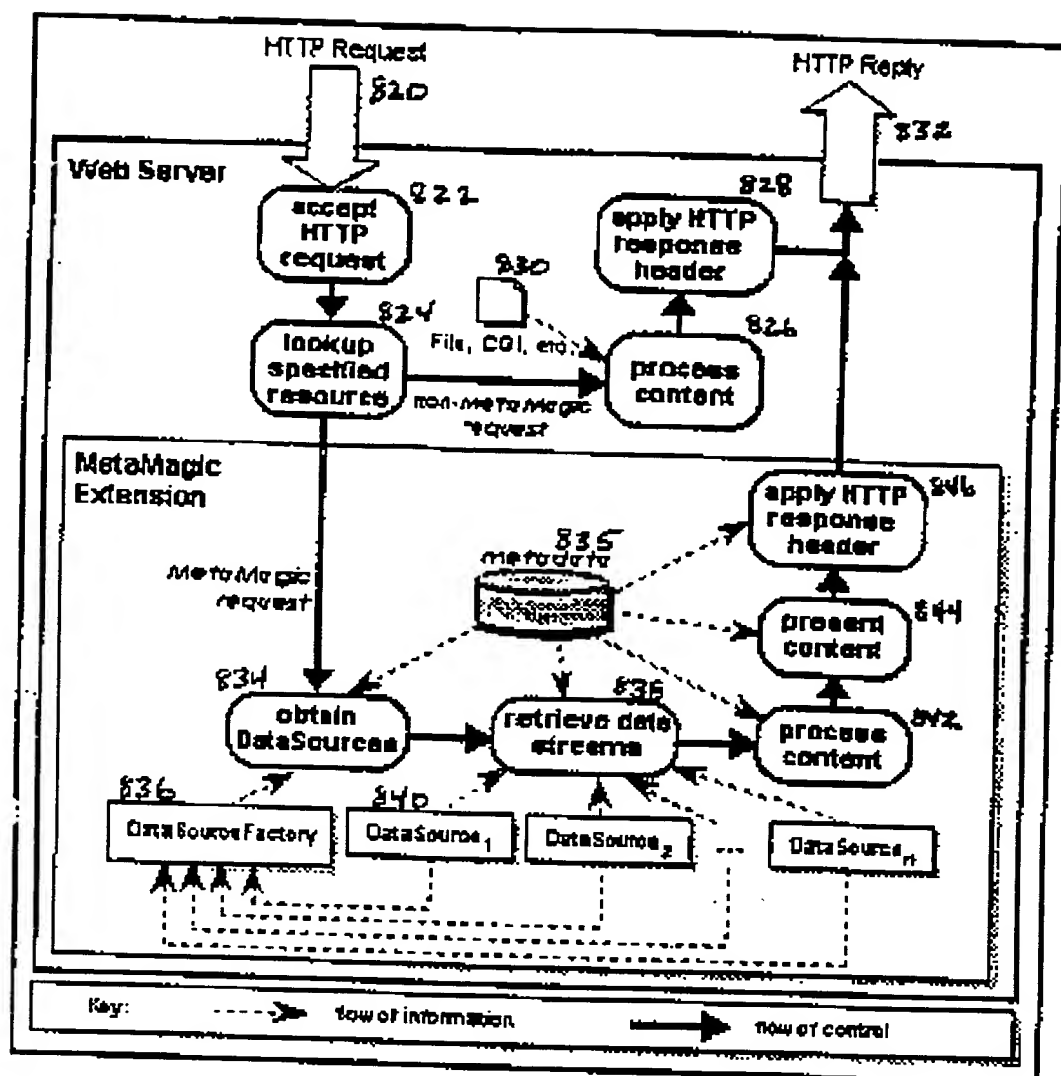 HTTP Request
820
HTTP Reply
832
Web Server
accept
HTTP
request
822
828
apply HTTP
response
header
830
File, CGI, etc.
824
lookup
specified
resource
826
process
content
non-MetaMagic
request
MetaMagic
Extension
846
apply HTTP
response
header
835
metadata
MetaMagic
request
844
present
content
834
obtain
DataSources
838
retrieve data
streams
842
process
content
836
DataSourceFactory
840
DataSource1
DataSource2
DataSourcen
Key:
flow of information
flow of control